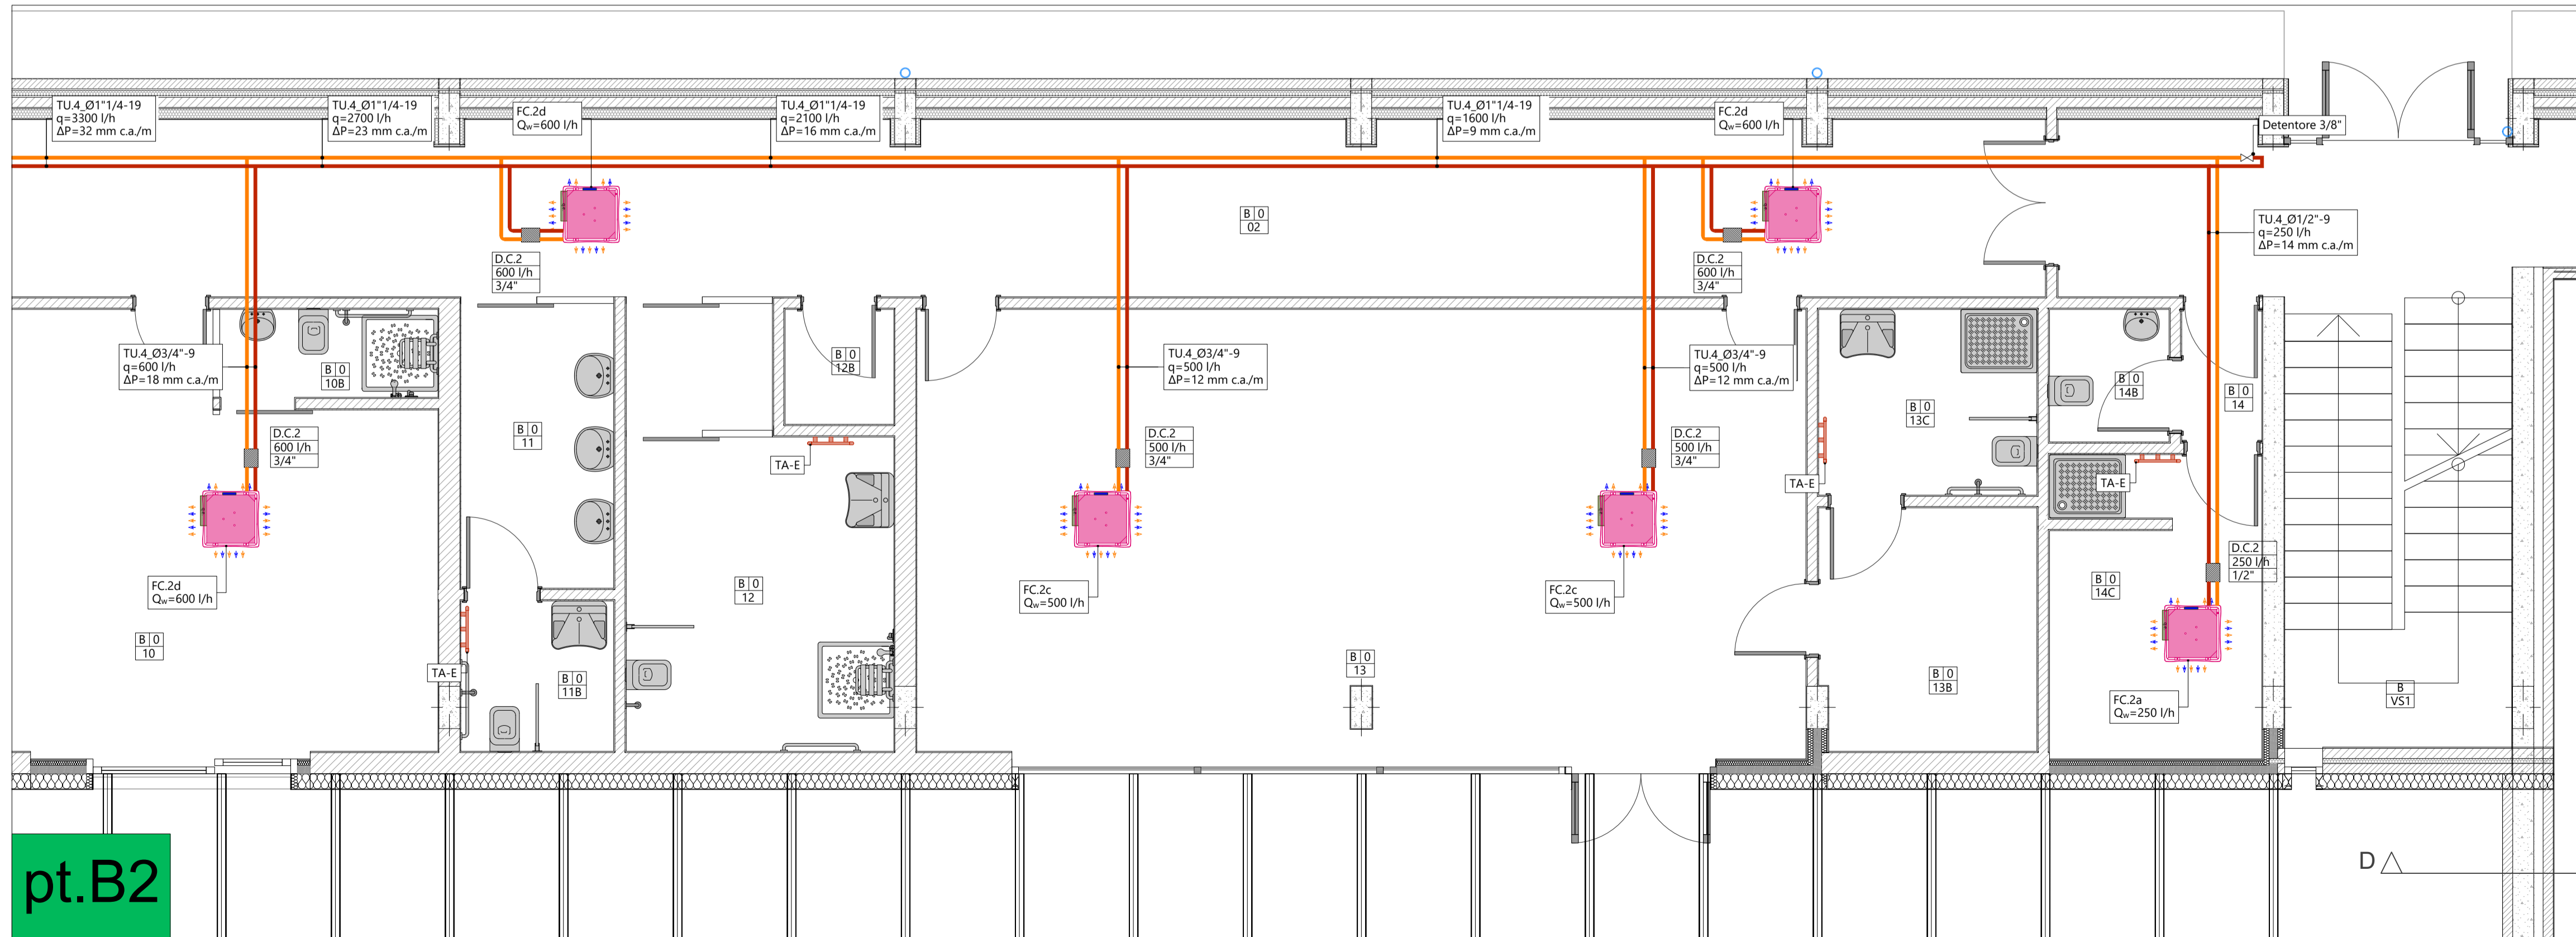 TU.4_Ø1"1/4-19
q=3300 l/h
ΔP=32 mm c.a./m
TU.4_Ø1"1/4-19
q=2700 l/h
ΔP=23 mm c.a./m
FC.2d
Qw=600 l/h
TU.4_Ø1"1/4-19
q=2100 l/h
ΔP=16 mm c.a./m
TU.4_Ø1"1/4-19
q=1600 l/h
ΔP=9 mm c.a./m
FC.2d
Qw=600 l/h
Detentore 3/8"
B 0
02
TU.4_Ø1/2"-9
q=250 l/h
ΔP=14 mm c.a./m
D.C.2
600 l/h
3/4"
D.C.2
600 l/h
3/4"
TU.4_Ø3/4"-9
q=600 l/h
ΔP=18 mm c.a./m
B 0
10B
B 0
12B
TU.4_Ø3/4"-9
q=500 l/h
ΔP=12 mm c.a./m
TU.4_Ø3/4"-9
q=500 l/h
ΔP=12 mm c.a./m
B 0
14B
B 0
14
B 0
13C
D.C.2
600 l/h
3/4"
B 0
11
TA-E
D.C.2
500 l/h
3/4"
D.C.2
500 l/h
3/4"
TA-E
TA-E
FC.2d
Qw=600 l/h
B 0
12
FC.2c
Qw=500 l/h
FC.2c
Qw=500 l/h
B 0
14C
D.C.2
250 l/h
1/2"
B 0
10
TA-E
B 0
11B
B 0
13
B 0
13B
FC.2a
Qw=250 l/h
B
VS1
pt.B2
D